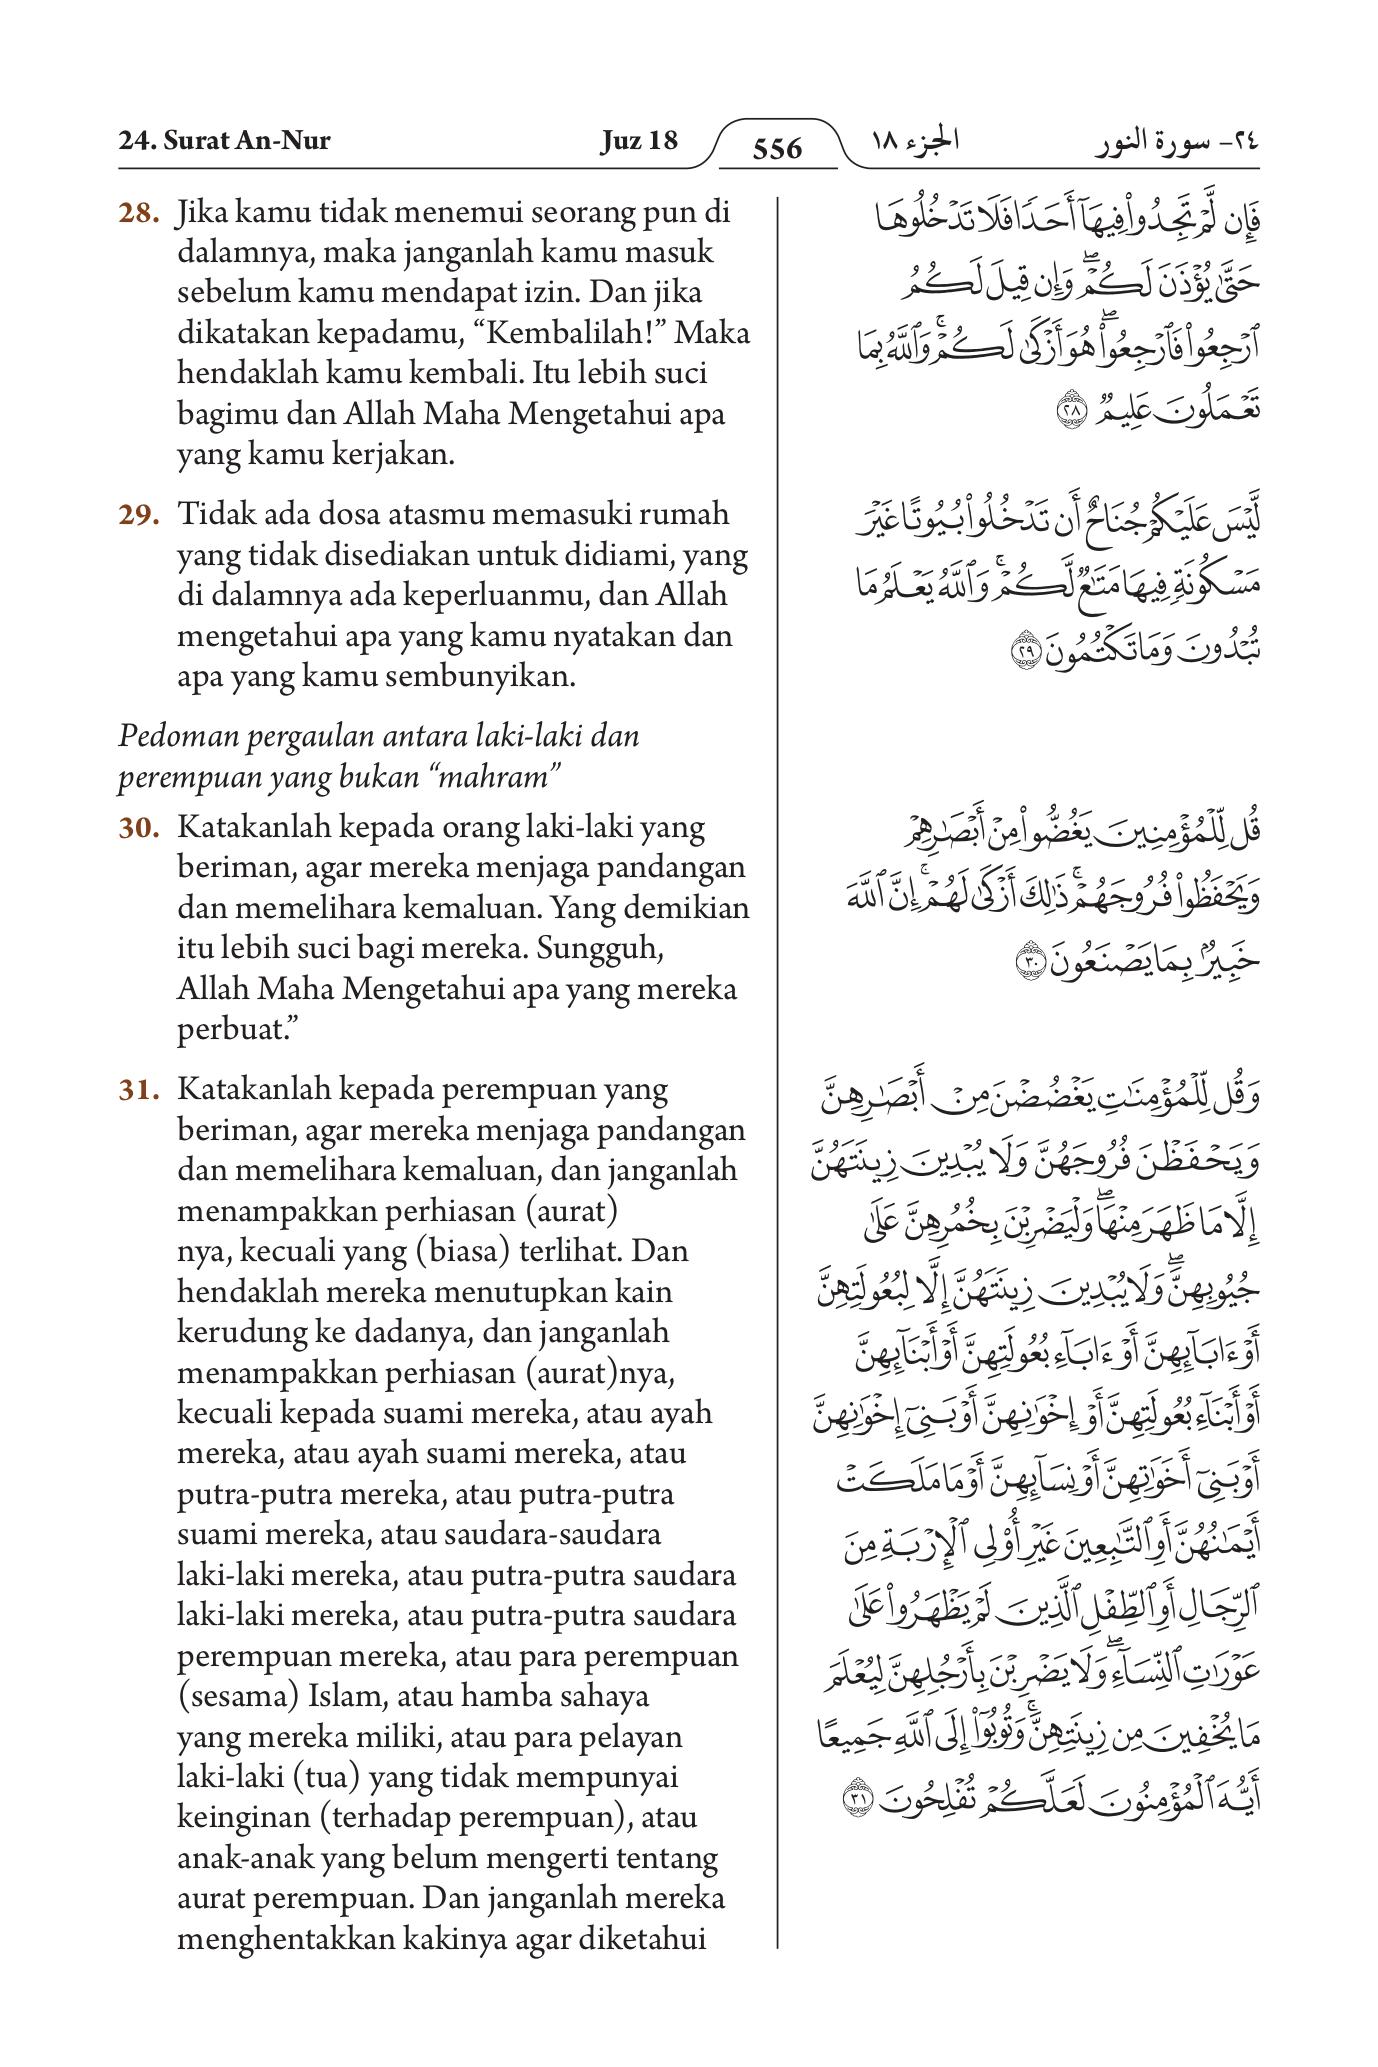 24. Surat An-Nur
Juz 18
556
الجزء ١٨
٢٤- سورة النور
28. Jika kamu tidak menemui seorang pun di
dalamnya, maka janganlah kamu masuk
sebelum kamu mendapat izin. Dan jika
dikatakan kepadamu, “Kembalilah!” Maka
hendaklah kamu kembali. Itu lebih suci
bagimu dan Allah Maha Mengetahui apa
yang kamu kerjakan.
29. Tidak ada dosa atasmu memasuki rumah
yang tidak disediakan untuk didiami, yang
di dalamnya ada keperluanmu, dan Allah
mengetahui apa yang kamu nyatakan dan
apa yang kamu sembunyikan.
Pedoman pergaulan antara laki-laki dan
perempuan yang bukan “mahram”
30. Katakanlah kepada orang laki-laki yang
beriman, agar mereka menjaga pandangan
dan memelihara kemaluan. Yang demikian
itu lebih suci bagi mereka. Sungguh,
Allah Maha Mengetahui apa yang mereka
perbuat.”
31. Katakanlah kepada perempuan yang
beriman, agar mereka menjaga pandangan
dan memelihara kemaluan, dan janganlah
menampakkan perhiasan (aurat)
nya, kecuali yang (biasa) terlihat. Dan
hendaklah mereka menutupkan kain
kerudung ke dadanya, dan janganlah
menampakkan perhiasan (aurat)nya,
kecuali kepada suami mereka, atau ayah
mereka, atau ayah suami mereka, atau
putra-putra mereka, atau putra-putra
suami mereka, atau saudara-saudara
laki-laki mereka, atau putra-putra saudara
laki-laki mereka, atau putra-putra saudara
perempuan mereka, atau para perempuan
(sesama) Islam, atau hamba sahaya
yang mereka miliki, atau para pelayan
laki-laki (tua) yang tidak mempunyai
keinginan (terhadap perempuan), atau
anak-anak yang belum mengerti tentang
aurat perempuan. Dan janganlah mereka
menghentakkan kakinya agar diketahui
فَإِن لَّمْ تَجِدُوا۟ فِيهَآ أَحَدًا فَلَا تَدْخُلُوهَا
حَتَّىٰ يُؤْذَنَ لَكُمْ ۖ وَإِن قِيلَ لَكُمُ
ٱرْجِعُوا۟ فَٱرْجِعُوا۟ ۖ هُوَ أَزْكَىٰ لَكُمْ ۚ وَٱللَّهُ بِمَا
تَعْمَلُونَ عَلِيمٌ ٢٨
لَّيْسَ عَلَيْكُمْ جُنَاحٌ أَن تَدْخُلُوا۟ بُيُوتًا غَيْرَ
مَسْكُونَةٍ فِيهَا مَتَٰعٌ لَّكُمْ ۚ وَٱللَّهُ يَعْلَمُ مَا
تُبْدُونَ وَمَا تَكْتُمُونَ ٢٩
قُل لِّلْمُؤْمِنِينَ يَغُضُّوا۟ مِنْ أَبْصَٰرِهِمْ
وَيَحْفَظُوا۟ فُرُوجَهُمْ ۚ ذَٰلِكَ أَزْكَىٰ لَهُمْ ۚ إِنَّ ٱللَّهَ
خَبِيرٌۢ بِمَا يَصْنَعُونَ ٣٠
وَقُل لِّلْمُؤْمِنَٰتِ يَغْضُضْنَ مِنْ أَبْصَٰرِهِنَّ
وَيَحْفَظْنَ فُرُوجَهُنَّ وَلَا يُبْدِينَ زِينَتَهُنَّ
إِلَّا مَا ظَهَرَ مِنْهَا ۖ وَلْيَضْرِبْنَ بِخُمُرِهِنَّ عَلَىٰ
جُيُوبِهِنَّ ۖ وَلَا يُبْدِينَ زِينَتَهُنَّ إِلَّا لِبُعُولَتِهِنَّ
أَوْ ءَابَآئِهِنَّ أَوْ ءَابَآءِ بُعُولَتِهِنَّ أَوْ أَبْنَآئِهِنَّ
أَوْ أَبْنَآءِ بُعُولَتِهِنَّ أَوْ إِخْوَٰنِهِنَّ أَوْ بَنِىٓ إِخْوَٰنِهِنَّ
أَوْ بَنِىٓ أَخَوَٰتِهِنَّ أَوْ نِسَآئِهِنَّ أَوْ مَا مَلَكَتْ
أَيْمَٰنُهُنَّ أَوِ ٱلتَّٰبِعِينَ غَيْرِ أُو۟لِى ٱلْإِرْبَةِ مِنَ
ٱلرِّجَالِ أَوِ ٱلطِّفْلِ ٱلَّذِينَ لَمْ يَظْهَرُوا۟ عَلَىٰ
عَوْرَٰتِ ٱلنِّسَآءِ ۖ وَلَا يَضْرِبْنَ بِأَرْجُلِهِنَّ لِيُعْلَمَ
مَا يُخْفِينَ مِن زِينَتِهِنَّ ۚ وَتُوبُوٓا۟ إِلَى ٱللَّهِ جَمِيعًا
أَيُّهَ ٱلْمُؤْمِنُونَ لَعَلَّكُمْ تُفْلِحُونَ ٣١